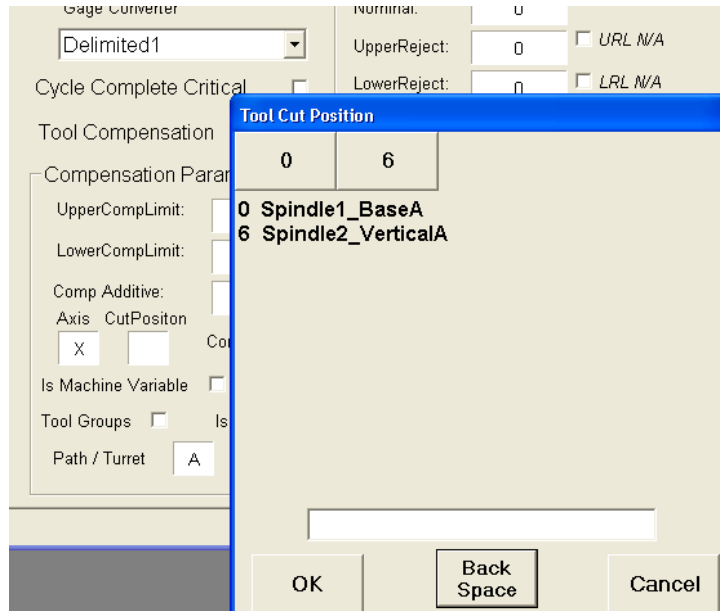 Gage Converter
Nominal:
0
Delimited1
UpperReject:
0
URL N/A
Cycle Complete Critical
LowerReject:
0
LRL N/A
Tool Compensation
Tool Cut Position
0
6
Compensation Parar
UpperCompLimit:
0 Spindle1_BaseA
6 Spindle2_VerticalA
LowerCompLimit:
Comp Additive:
Axis CutPositon
X
Is Machine Variable
Tool Groups
Is
Path / Turret
A
OK
Back
Space
Cancel